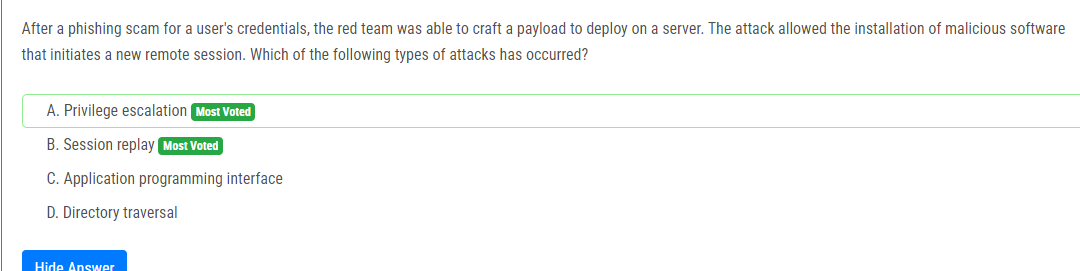 After a phishing scam for a user's credentials, the red team was able to craft a payload to deploy on a server. The attack allowed the installation of malicious software
that initiates a new remote session. Which of the following types of attacks has occurred?
A. Privilege escalation Most Voted
B. Session replay Most Voted
C. Application programming interface
D. Directory traversal
Hide Answer